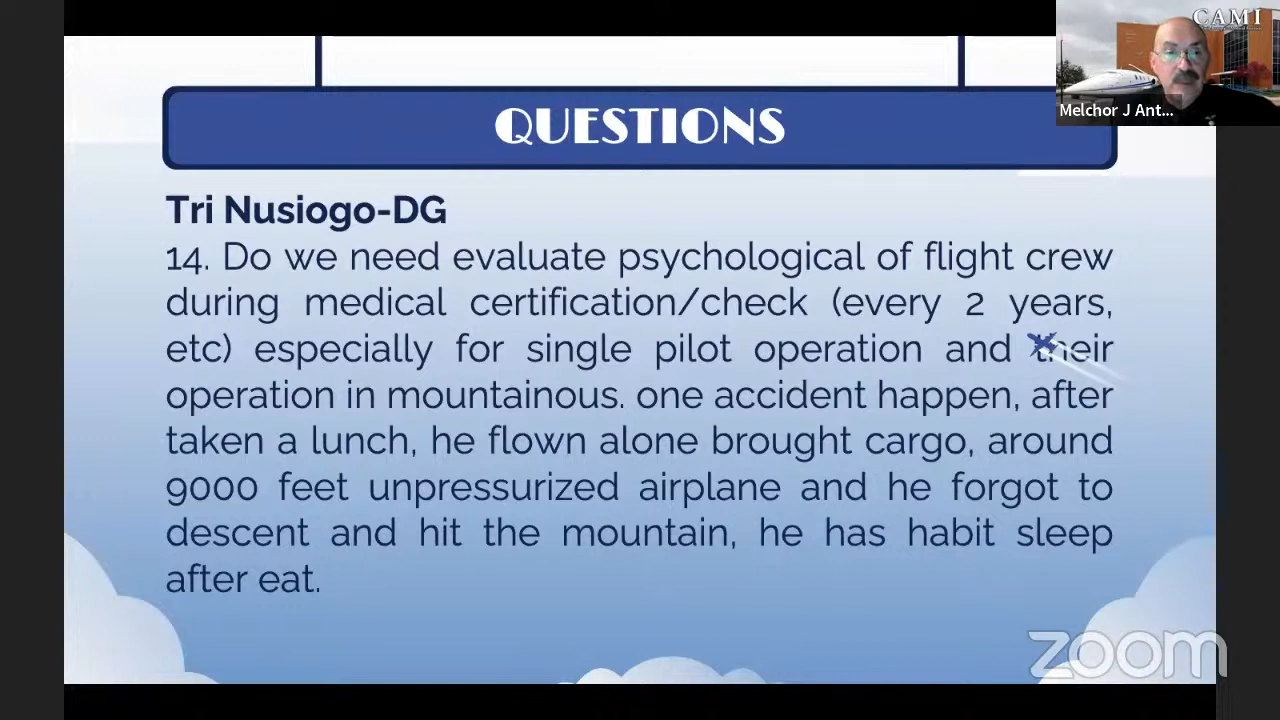 CAMI
Melchor J Ant...
QUESTIONS
Tri Nusiogo-DG
14. Do we need evaluate psychological of flight crew
during medical certification/check (every 2 years,
etc) especially for single pilot operation and their
operation in mountainous. one accident happen, after
taken a lunch, he flown alone brought cargo, around
9000 feet unpressurized airplane and he forgot to
descent and hit the mountain, he has habit sleep
after eat.
zoom